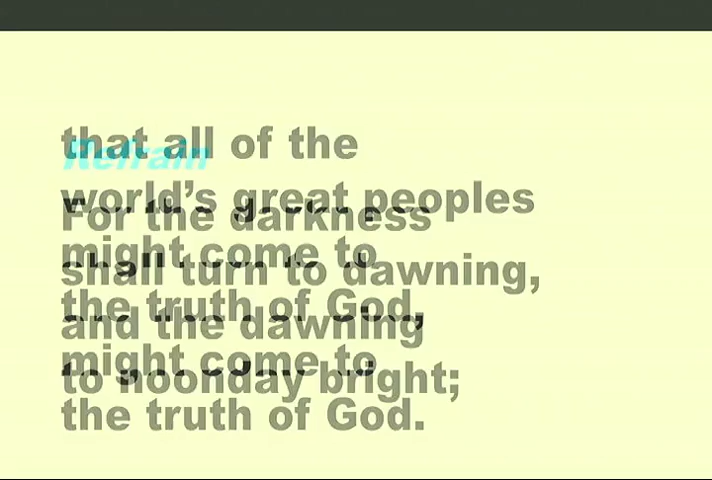 that all of the
Refrain
world's great peoples
For the darkness
might come to
shall turn to dawning,
the truth of God,
and the dawning
might come to
to noonday bright;
the truth of God.